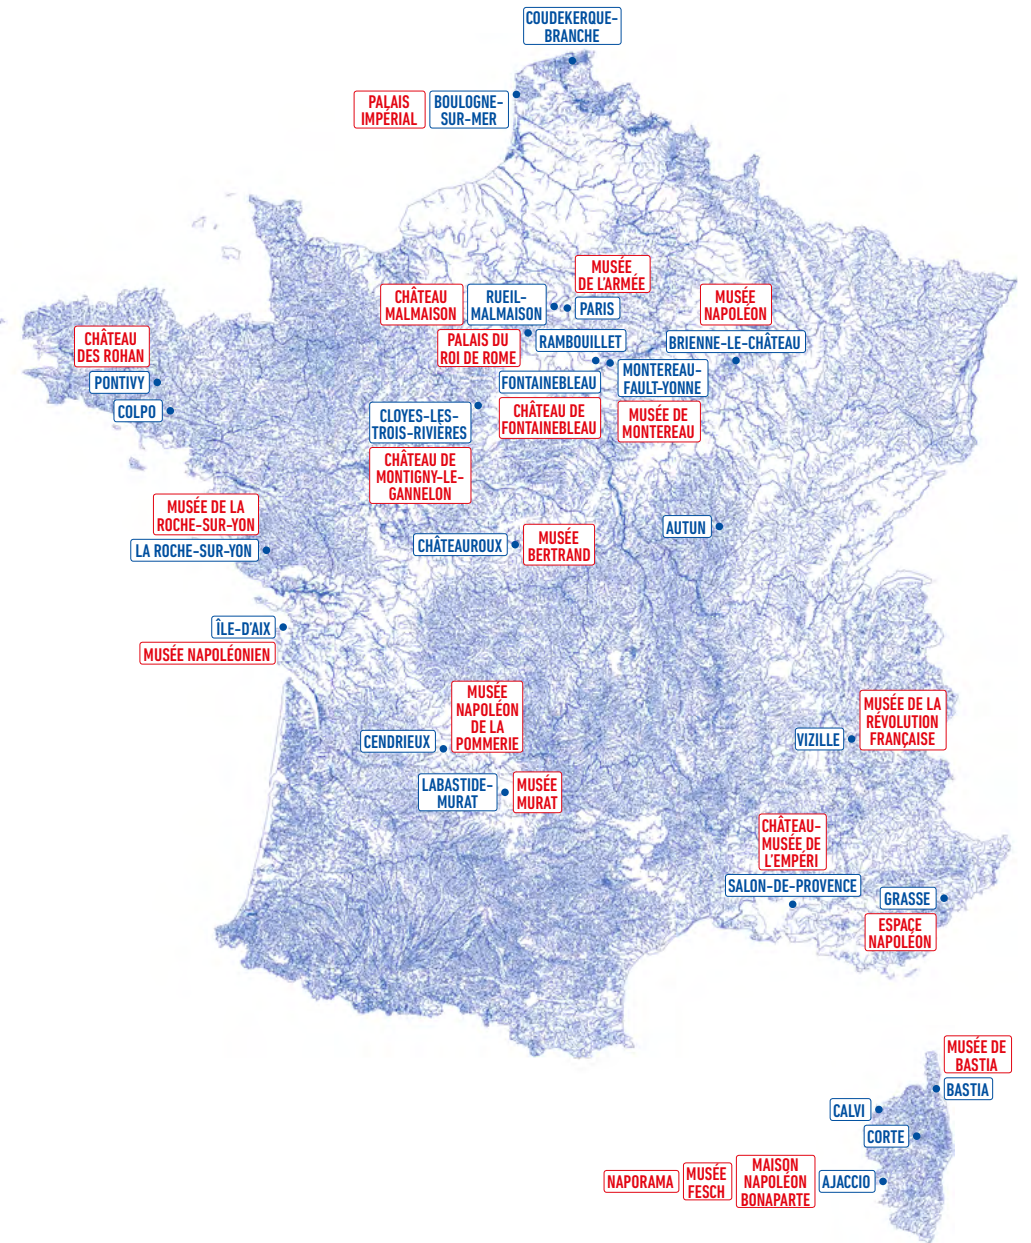 COUDEKERQUE-
BRANCHE
PALAIS
IMPÉRIAL
BOULOGNE-
SUR-MER
MUSÉE
DE L'ARMÉE
CHÂTEAU
MALMAISON
RUEIL-
MALMAISON
PARIS
MUSÉE
NAPOLÉON
CHÂTEAU
DES ROHAN
PALAIS DU
ROI DE ROME
RAMBOUILLET
BRIENNE-LE-CHÂTEAU
PONTIVY
FONTAINEBLEAU
MONTEREAU-
FAULT-YONNE
COLPO
CLOYES-LES-
TROIS-RIVIÈRES
CHÂTEAU DE
FONTAINEBLEAU
MUSÉE DE
MONTEREAU
CHÂTEAU DE
MONTIGNY-LE-
GANNELON
MUSÉE DE LA
ROCHE-SUR-YON
LA ROCHE-SUR-YON
CHÂTEAUROUX
MUSÉE
BERTRAND
AUTUN
ÎLE-D'AIX
MUSÉE NAPOLÉONIEN
MUSÉE
NAPOLÉON
DE LA
POMMERIE
CENDRIEUX
MUSÉE DE LA
RÉVOLUTION
FRANÇAISE
VIZILLE
LABASTIDE-
MURAT
MUSÉE
MURAT
CHÂTEAU-
MUSÉE DE
L'EMPÉRI
SALON-DE-PROVENCE
GRASSE
ESPAÇE
NAPOLÉON
MUSÉE DE
BASTIA
BASTIA
CALVI
CORTE
NAPORAMA
MUSÉE
FESCH
MAISON
NAPOLÉON
BONAPARTE
AJACCIO